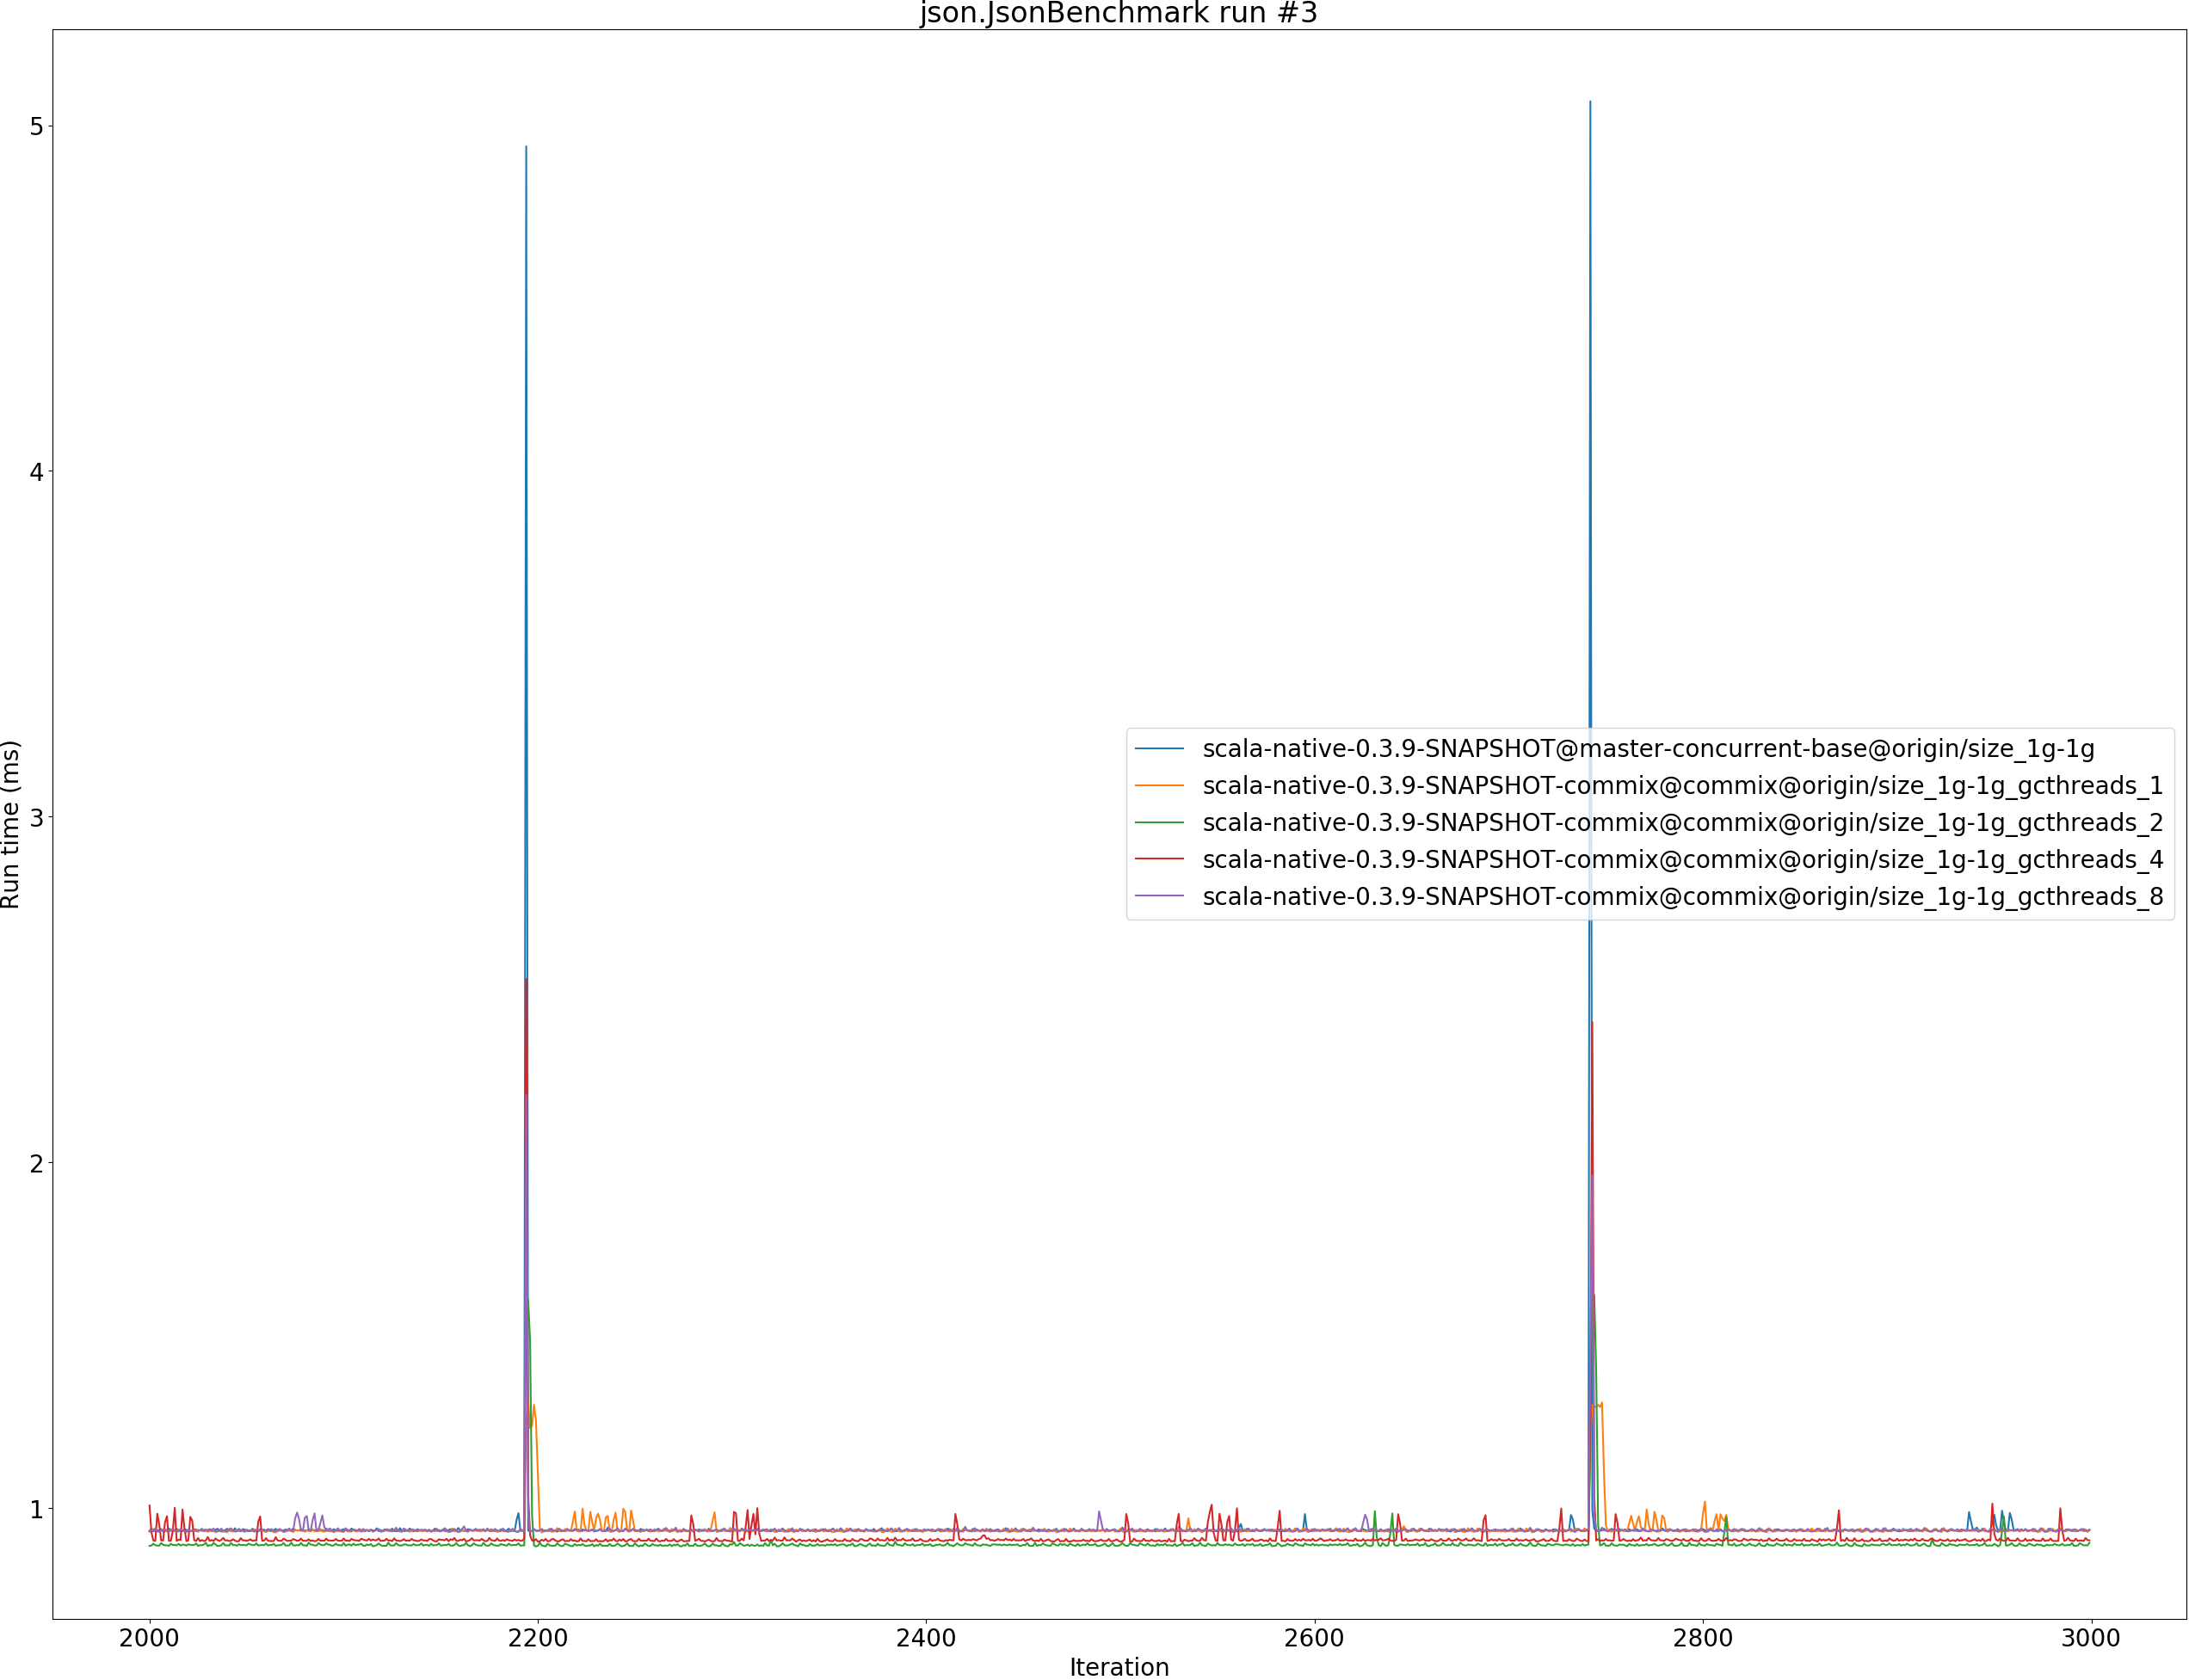 json.JsonBenchmark run #3
5
4
3
2
1
Run time (ms)
scala-native-0.3.9-SNAPSHOT@master-concurrent-base@origin/size_1g-1g
scala-native-0.3.9-SNAPSHOT-commix@commix@origin/size_1g-1g_gcthreads_1
scala-native-0.3.9-SNAPSHOT-commix@commix@origin/size_1g-1g_gcthreads_2
scala-native-0.3.9-SNAPSHOT-commix@commix@origin/size_1g-1g_gcthreads_4
scala-native-0.3.9-SNAPSHOT-commix@commix@origin/size_1g-1g_gcthreads_8
2000 2200 2400 2600 2800 3000
Iteration